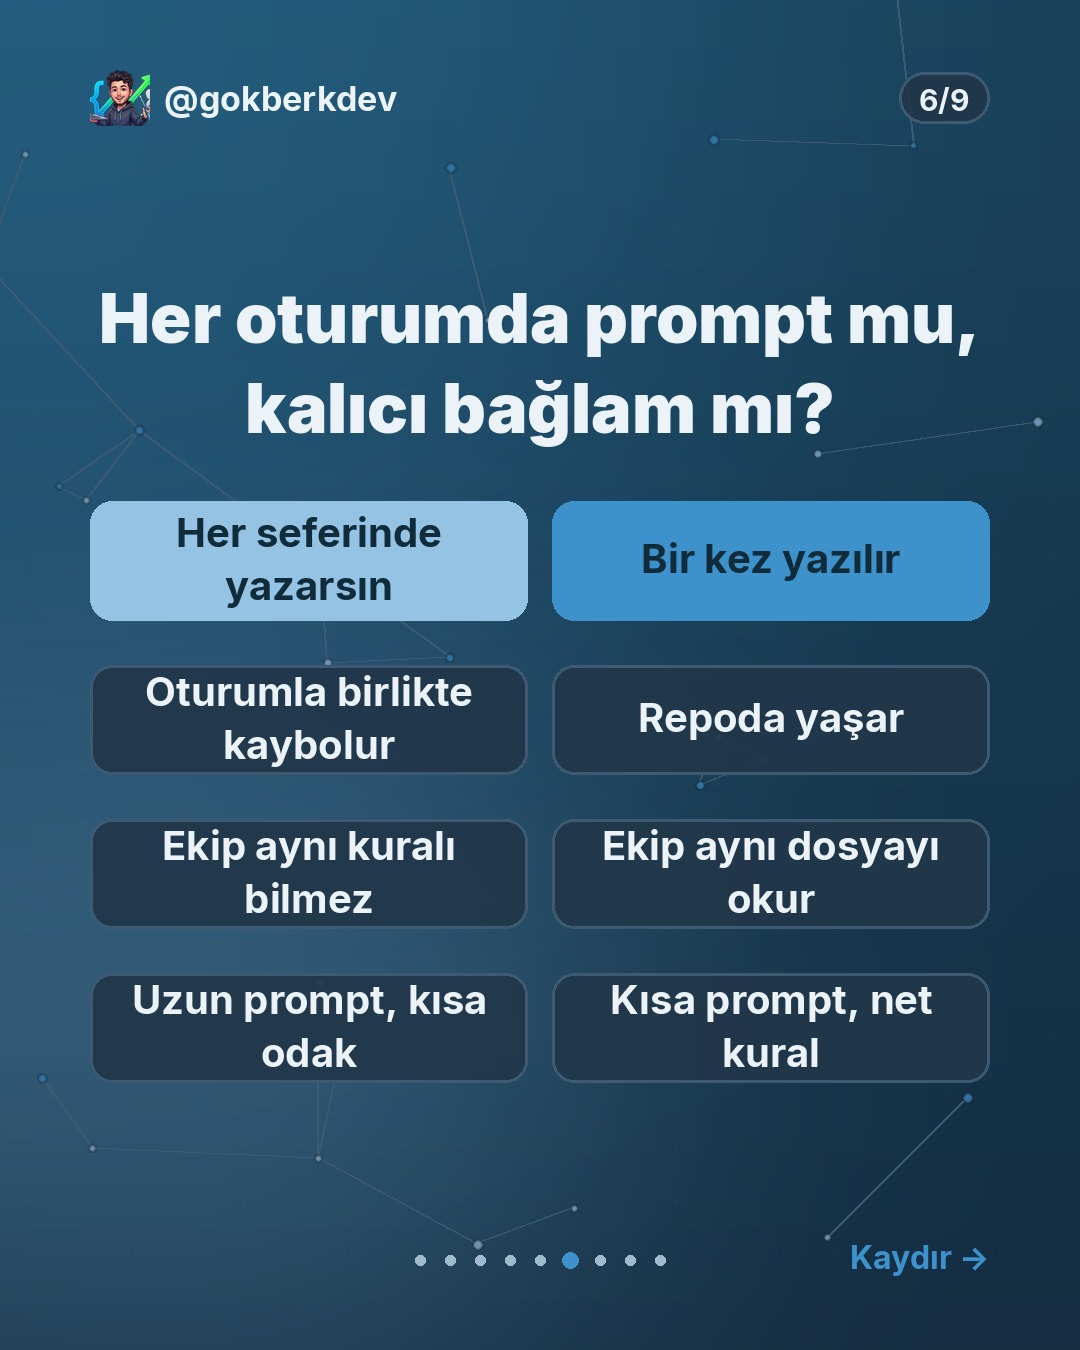 @gokberkdev
6/9
Her oturumda prompt mu,
kalıcı bağlam mı?
Her seferinde
yazarsın
Bir kez yazılır
Oturumla birlikte
kaybolur
Repoda yaşar
Ekip aynı kuralı
bilmez
Ekip aynı dosyayı
okur
Uzun prompt, kısa
odak
Kısa prompt, net
kural
Kaydır →